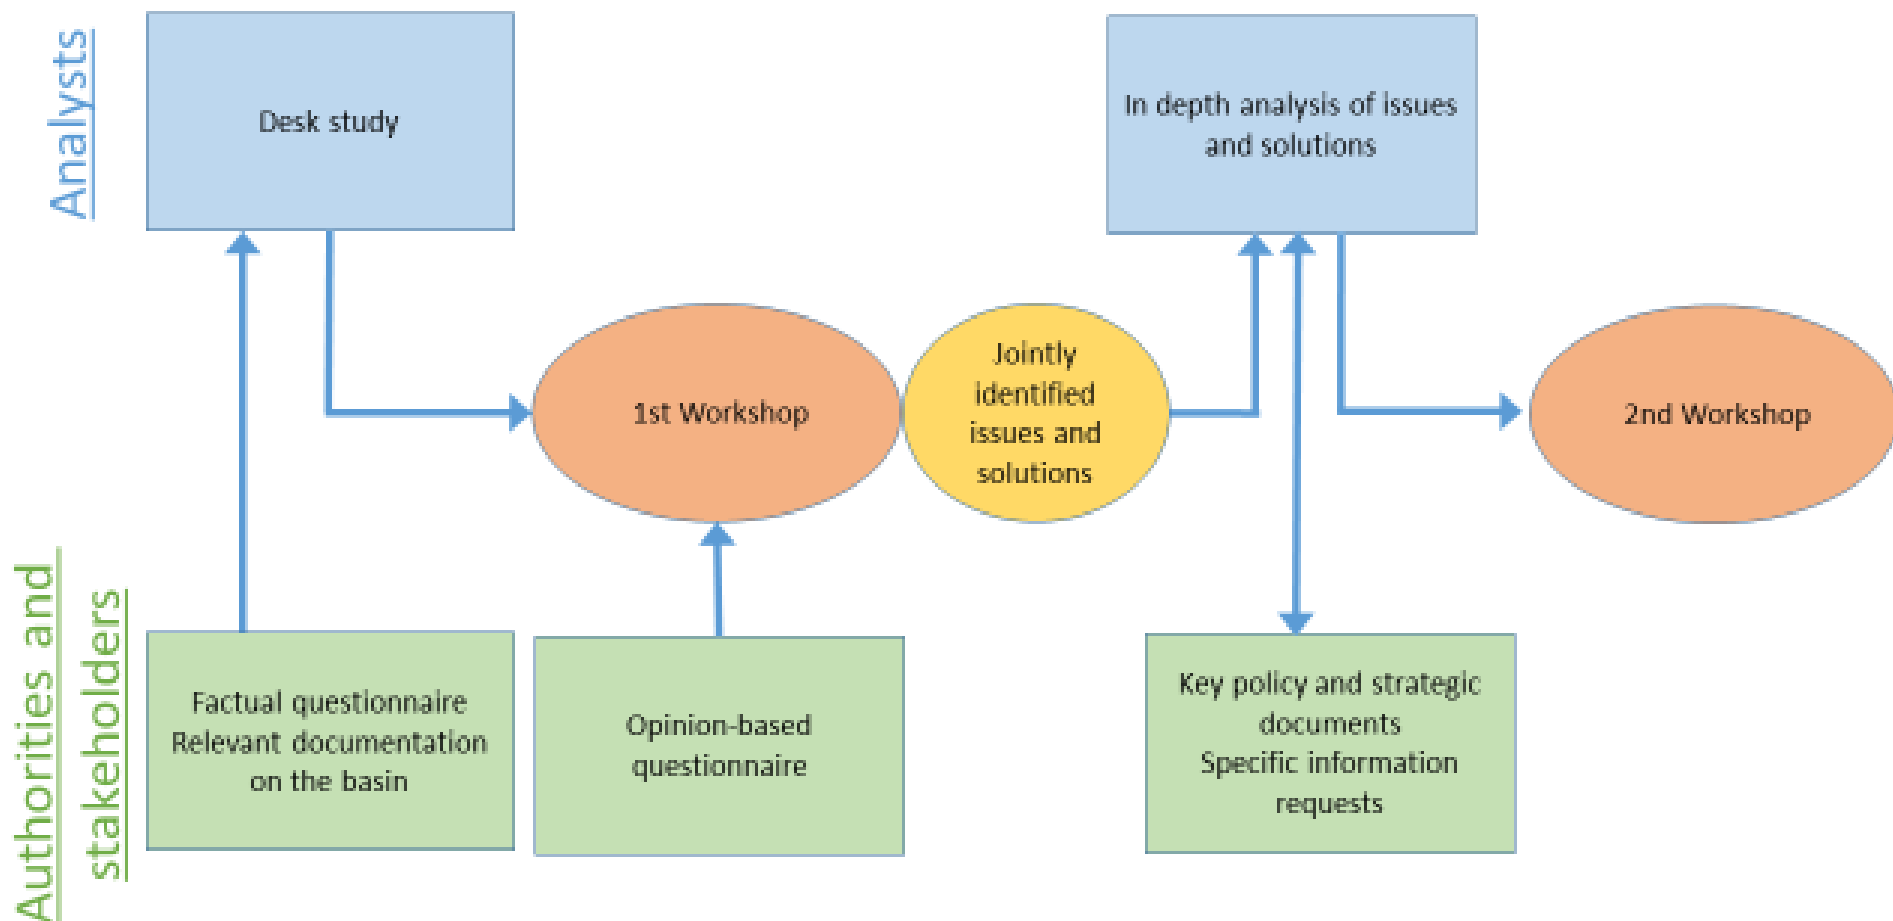 Analysts
Desk study
In depth analysis of issues
and solutions
1st Workshop
Jointly
identified
issues and
solutions
2nd Workshop
Authorities and
stakeholders
Factual questionnaire
Relevant documentation
on the basin
Opinion-based
questionnaire
Key policy and strategic
documents
Specific information
requests